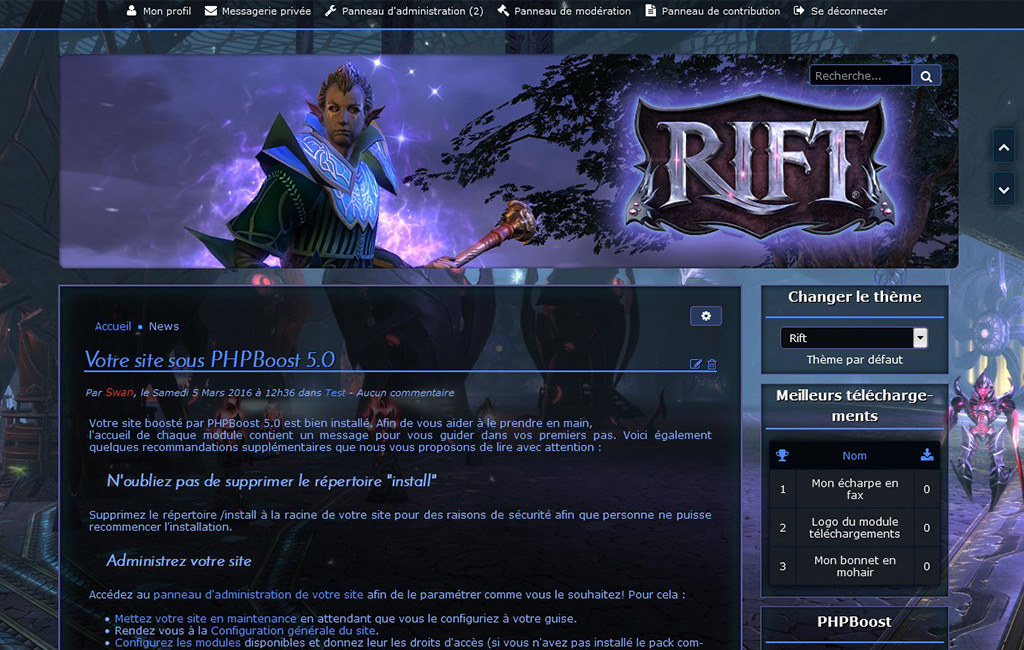 Mon profil Messagerie privée Panneau d'administration (2) Panneau de modération Panneau de contribution Se déconnecter
Recherche...
RIFT®
Accueil News
Votre site sous PHPBoost 5.0
Par Swan, le Samedi 5 Mars 2016 à 12h36 dans Test - Aucun commentaire
Votre site boosté par PHPBoost 5.0 est bien installé. Afin de vous aider à le prendre en main,
l'accueil de chaque module contient un message pour vous guider dans vos premiers pas. Voici également
quelques recommandations supplémentaires que nous vous proposons de lire avec attention :
N'oubliez pas de supprimer le répertoire "install"
Supprimez le répertoire /install à la racine de votre site pour des raisons de sécurité afin que personne ne puisse
recommencer l'installation.
Administrez votre site
Accédez au panneau d'administration de votre site afin de le paramétrer comme vous le souhaitez! Pour cela :
• Mettez votre site en maintenance en attendant que vous le configuriez à votre guise.
• Rendez vous à la Configuration générale du site.
• Configurez les modules disponibles et donnez leur les droits d'accès (si vous n'avez pas installé le pack com-
Changer le thème
Rift
Thème par défaut
Meilleurs télécharge-
ments
Nom
1 Mon écharpe en 0
fax
2 Logo du module 0
téléchargements
3 Mon bonnet en 0
mohair
PHPBoost